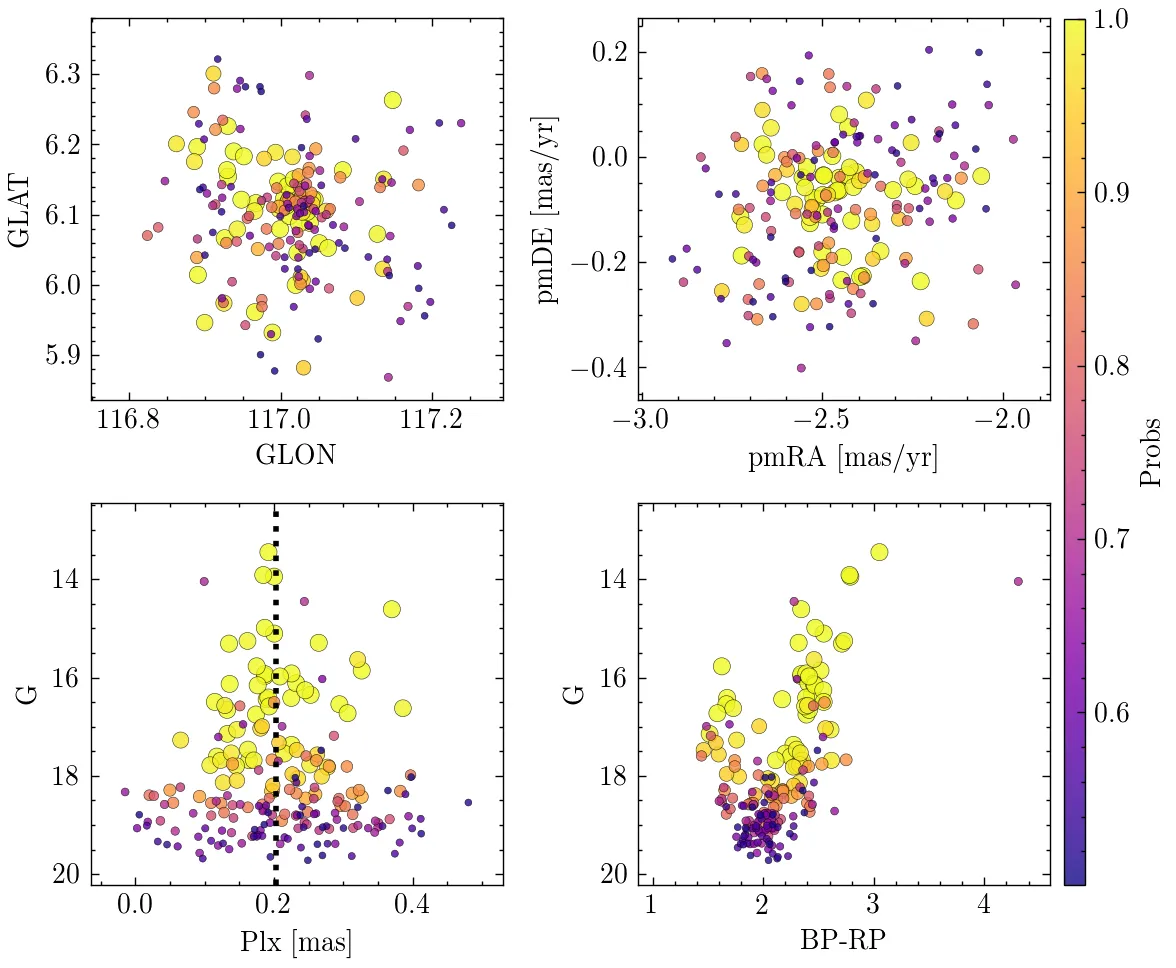 6.3
6.2
6.1
6.0
5.9
GLAT
116.8 117.0 117.2
GLON
0.2
0.0
−0.2
−0.4
pmDE [mas/yr]
−3.0 −2.5 −2.0
pmRA [mas/yr]
1.0
0.9
0.8
0.7
0.6
Probs
14
16
18
20
G
0.0 0.2 0.4
Plx [mas]
14
16
18
20
G
1 2 3 4
BP-RP